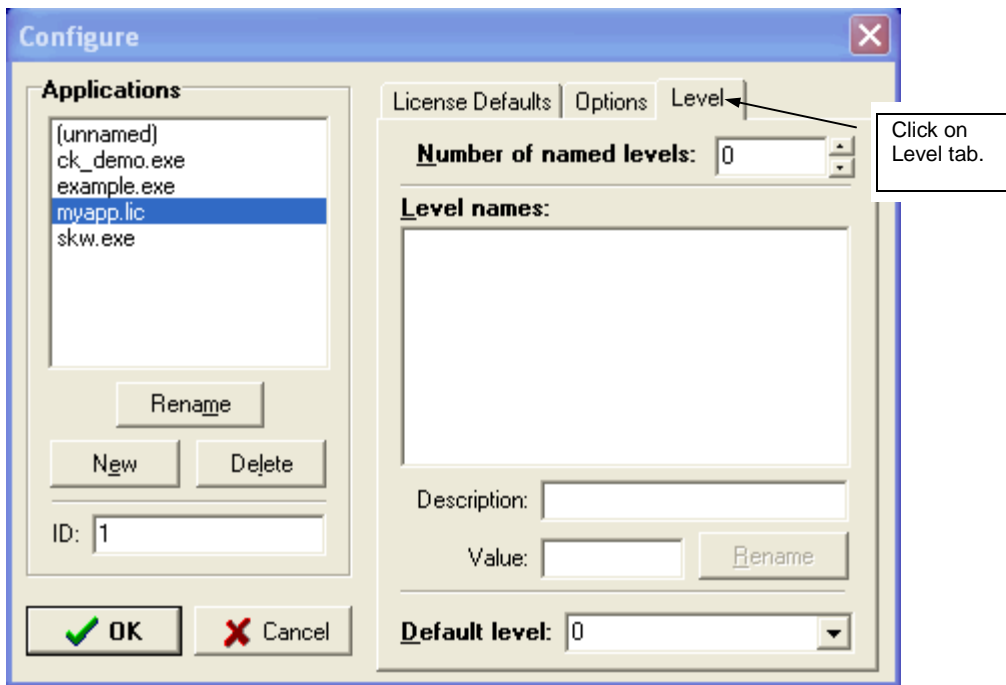 Configure
Applications
(unnamed)
ck_demo.exe
example.exe
myapp.lic
skw.exe
Rename
New
Delete
ID: 1
OK
Cancel
License Defaults
Options
Level
Click on
Level tab.
Number of named levels: 0
Level names:
Description:
Value:
Rename
Default level: 0